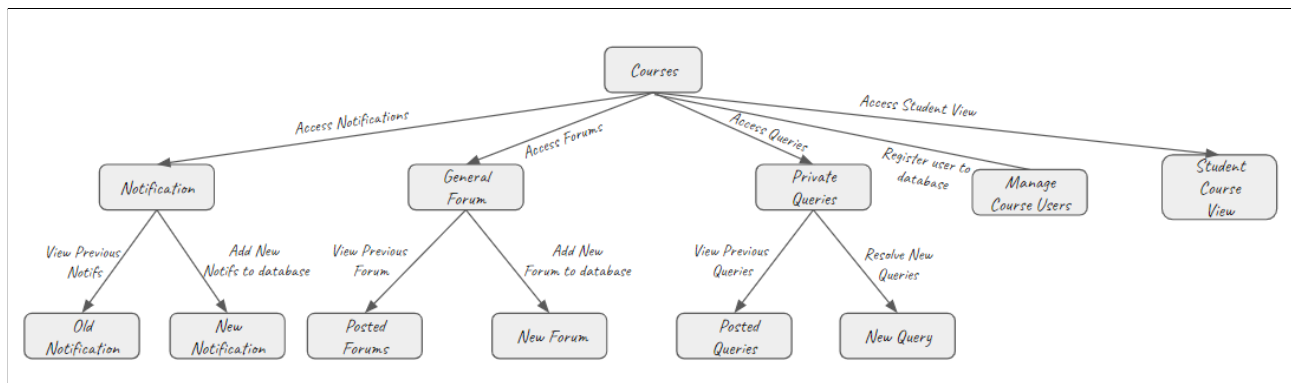 Courses
Access Notifications
Access Forums
Access Queries
Register user to
database
Access Student View
Notification
General
Forum
Private
Queries
Manage
Course Users
Student
Course
View
View Previous
Notifs
Add New
Notifs to database
View Previous
Forum
Add New
Forum to database
View Previous
Queries
Resolve New
Queries
Old
Notification
New
Notification
Posted
Forums
New Forum
Posted
Queries
New Query